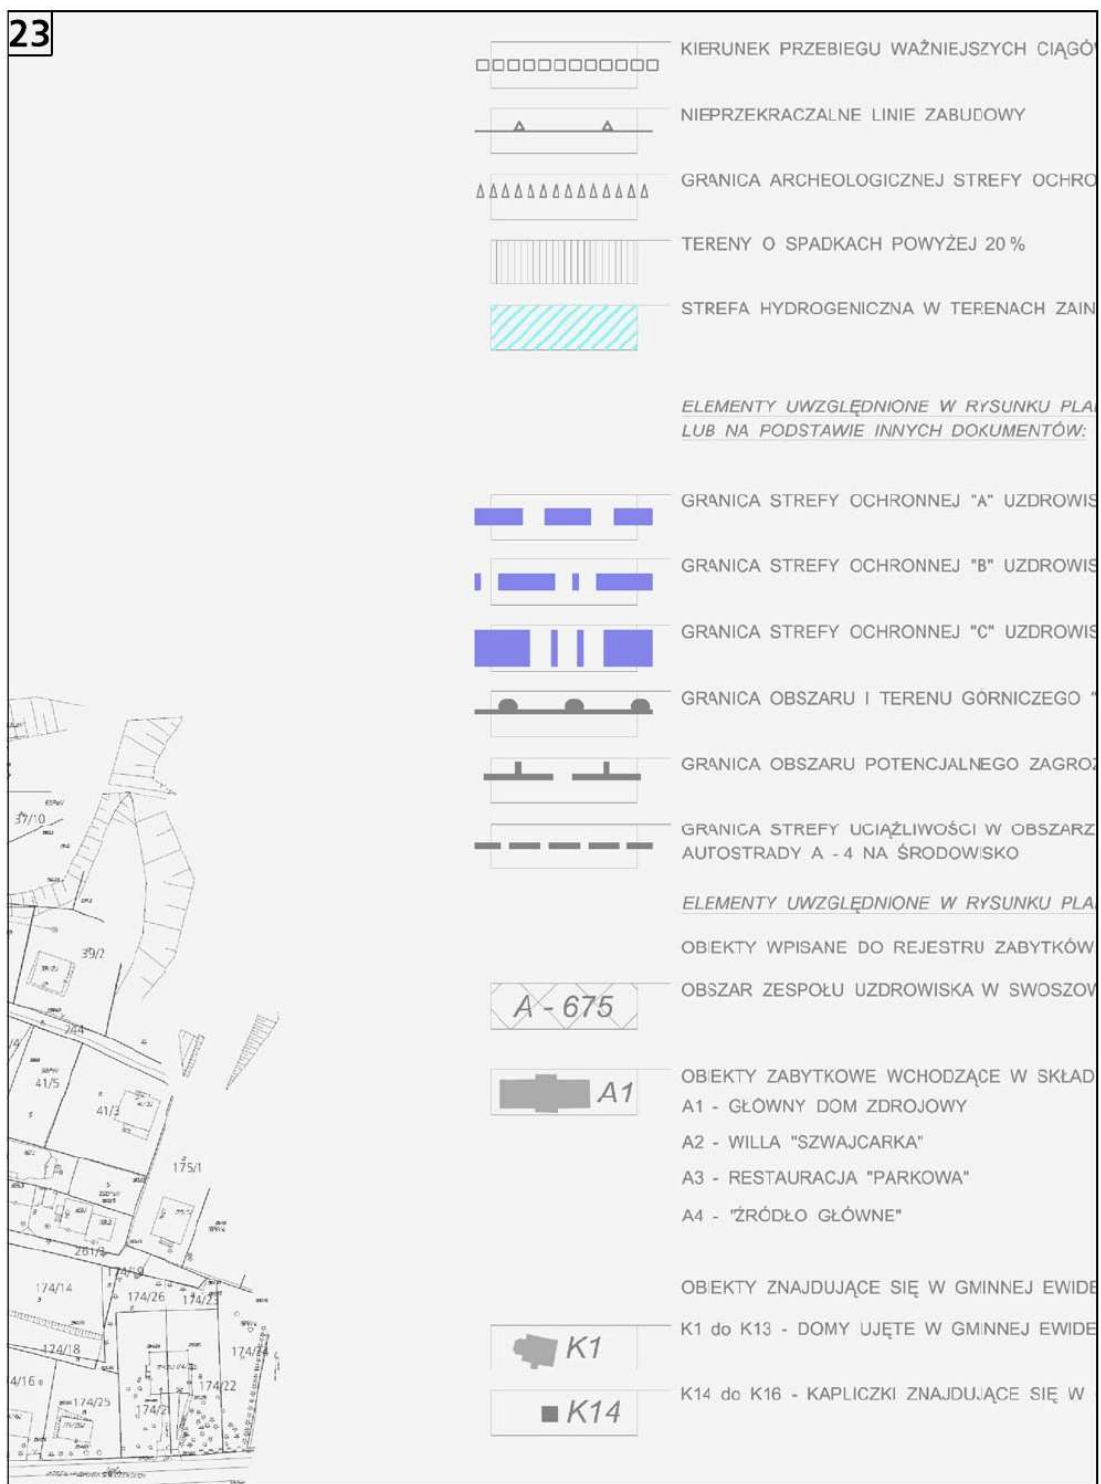 23
KIERUNEK PRZEBIEGU WAŻNIEJSZYCH CIĄGÓ
NIEPRZEKRACZALNE LINIE ZABUDOWY
GRANICA ARCHEOLOGICZNEJ STREFY OCHRO
TERENY O SPADKACH POWYŻEJ 20 %
STREFA HYDROGENICZNA W TERENACH ZAIN
ELEMENTY UWZGLĘDNIONE W RYSUNKU PLA
LUB NA PODSTAWIE INNYCH DOKUMENTÓW:
GRANICA STREFY OCHRONNEJ "A" UZDROWIS
GRANICA STREFY OCHRONNEJ "B" UZDROWIS
GRANICA STREFY OCHRONNEJ "C" UZDROWIS
GRANICA OBSZARU I TERENU GÓRNICZEGO "
GRANICA OBSZARU POTENCJALNEGO ZAGROŻ
GRANICA STREFY UCIĄŻLIWOŚCI W OBSZARZ
AUTOSTRADY A - 4 NA ŚRODOWISKO
ELEMENTY UWZGLĘDNIONE W RYSUNKU PLA
OBIEKTY WPISANE DO REJESTRU ZABYTKÓW
A - 675
OBSZAR ZESPOŁU UZDROWISKA W SWOSZOW
A1
OBIEKTY ZABYTKOWE WCHODZĄCE W SKŁAD
A1 - GŁÓWNY DOM ZDROJOWY
A2 - WILLA "SZWAJCARKA"
A3 - RESTAURACJA "PARKOWA"
A4 - "ŹRÓDŁO GŁÓWNE"
OBIEKTY ZNAJDUJĄCE SIĘ W GMINNEJ EWIDE
K1
K1 do K13 - DOMY UJĘTE W GMINNEJ EWIDE
K14
K14 do K16 - KAPLICZKI ZNAJDUJĄCE SIĘ W
37/10
39/2
244
41/5
41/3
175/1
261/2
174/19
174/14
174/26
174/23
174/18
174/24
4/16
174/22
174/25
174/21